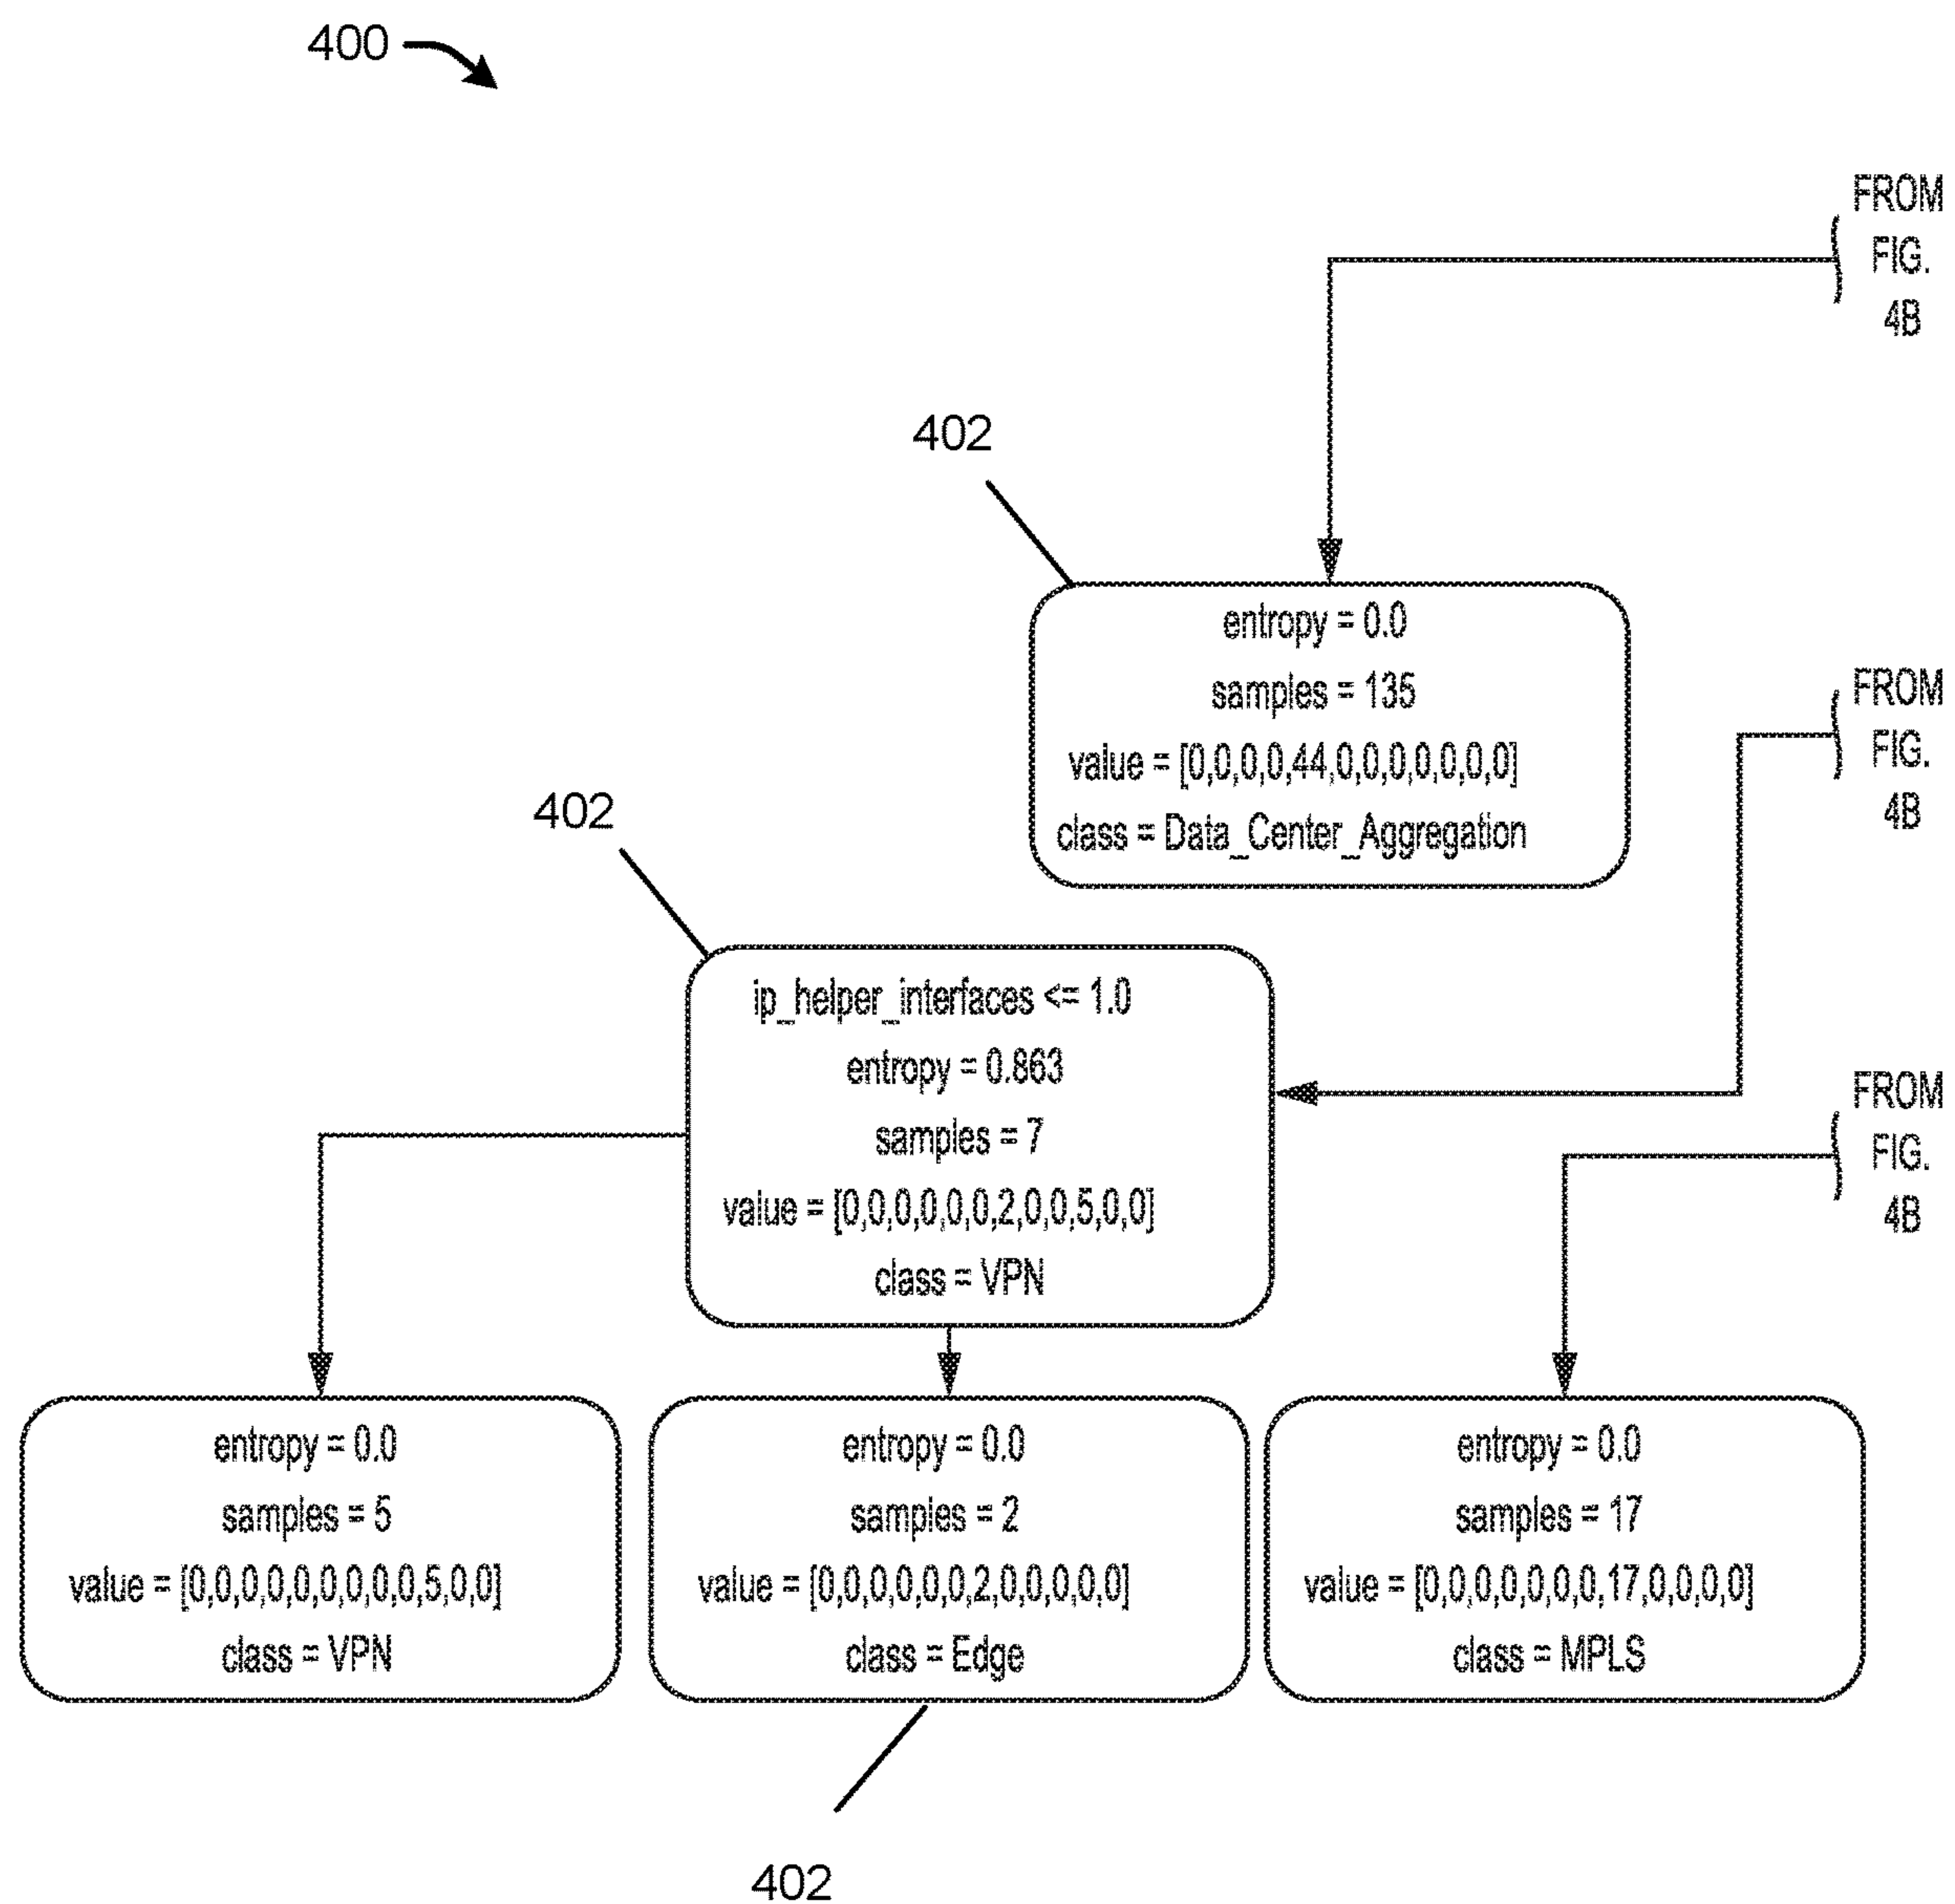 400
FROM
FIG.
4B
402
entropy = 0.0
samples = 135
value = [0,0,0,0,44,0,0,0,0,0,0,0]
class = Data_Center_Aggregation
FROM
FIG.
4B
402
ip_helper_interfaces <= 1.0
entropy = 0.863
samples = 7
value = [0,0,0,0,0,0,2,0,0,5,0,0]
class = VPN
FROM
FIG.
4B
entropy = 0.0
samples = 5
value = [0,0,0,0,0,0,0,0,0,5,0,0]
class = VPN
entropy = 0.0
samples = 2
value = [0,0,0,0,0,0,2,0,0,0,0,0]
class = Edge
entropy = 0.0
samples = 17
value = [0,0,0,0,0,0,0,17,0,0,0,0]
class = MPLS
402